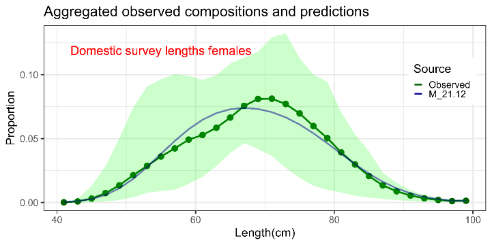 Aggregated observed compositions and predictions
Domestic survey lengths females
Source
Observed
M_21.12
Proportion
0.10
0.05
0.00
40
60
80
100
Length(cm)